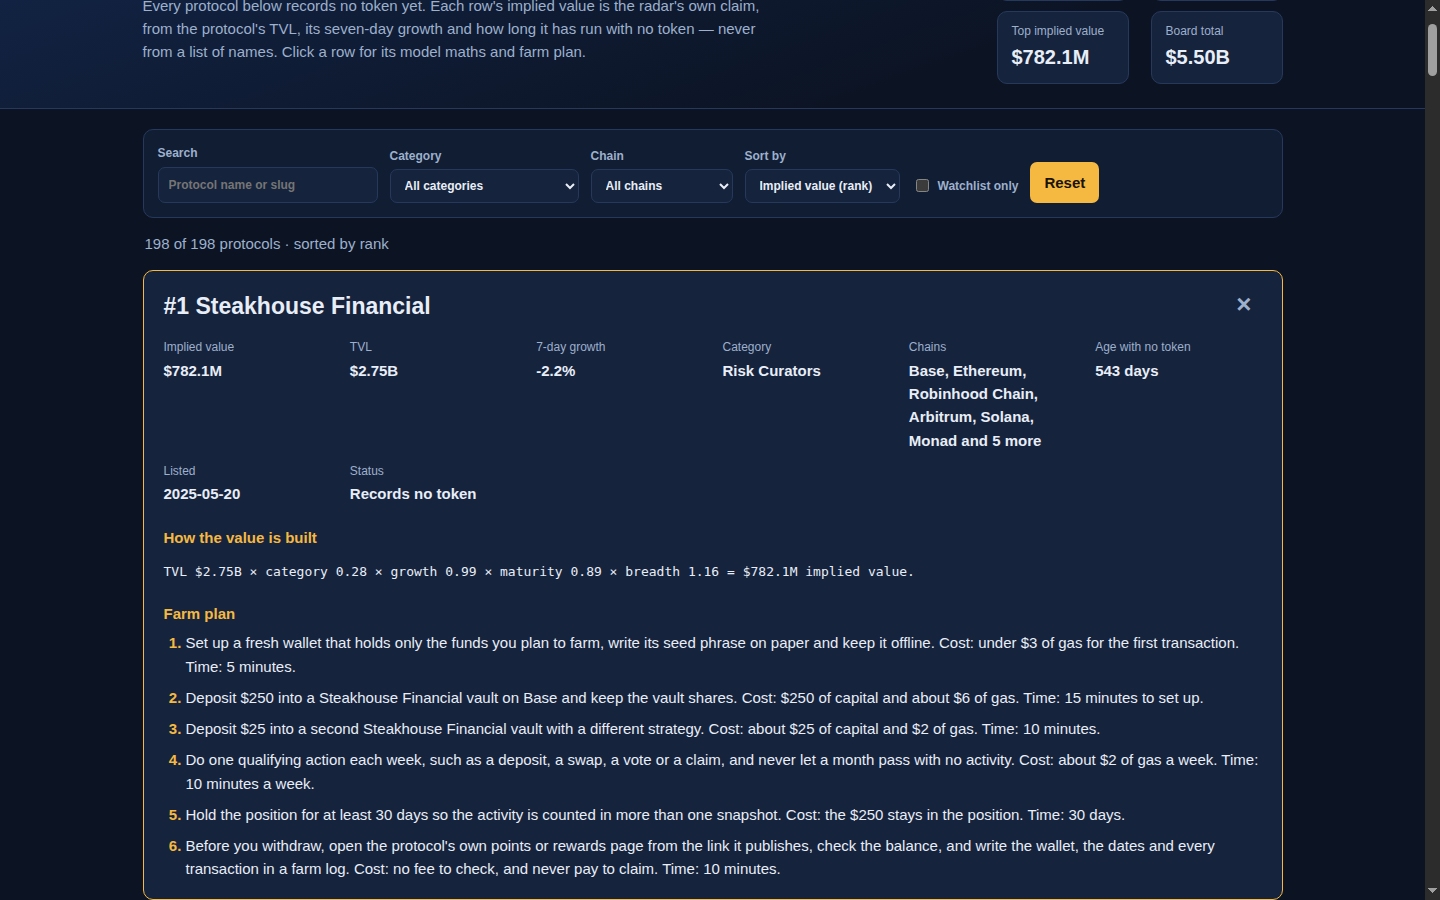 Every protocol below records no token yet. Each row's implied value is the radar's own claim,
from the protocol's TVL, its seven-day growth and how long it has run with no token — never
from a list of names. Click a row for its model maths and farm plan.
Top implied value
$782.1M
Board total
$5.50B
Search
Protocol name or slug
Category
All categories
Chain
All chains
Sort by
Implied value (rank)
Watchlist only
Reset
198 of 198 protocols · sorted by rank
#1 Steakhouse Financial
✕
Implied value
$782.1M
TVL
$2.75B
7-day growth
-2.2%
Category
Risk Curators
Chains
Base, Ethereum,
Robinhood Chain,
Arbitrum, Solana,
Monad and 5 more
Age with no token
543 days
Listed
2025-05-20
Status
Records no token
How the value is built
TVL $2.75B × category 0.28 × growth 0.99 × maturity 0.89 × breadth 1.16 = $782.1M implied value.
Farm plan
1. Set up a fresh wallet that holds only the funds you plan to farm, write its seed phrase on paper and keep it offline. Cost: under $3 of gas for the first transaction.
Time: 5 minutes.
2. Deposit $250 into a Steakhouse Financial vault on Base and keep the vault shares. Cost: $250 of capital and about $6 of gas. Time: 15 minutes to set up.
3. Deposit $25 into a second Steakhouse Financial vault with a different strategy. Cost: about $25 of capital and $2 of gas. Time: 10 minutes.
4. Do one qualifying action each week, such as a deposit, a swap, a vote or a claim, and never let a month pass with no activity. Cost: about $2 of gas a week. Time:
10 minutes a week.
5. Hold the position for at least 30 days so the activity is counted in more than one snapshot. Cost: the $250 stays in the position. Time: 30 days.
6. Before you withdraw, open the protocol's own points or rewards page from the link it publishes, check the balance, and write the wallet, the dates and every
transaction in a farm log. Cost: no fee to check, and never pay to claim. Time: 10 minutes.